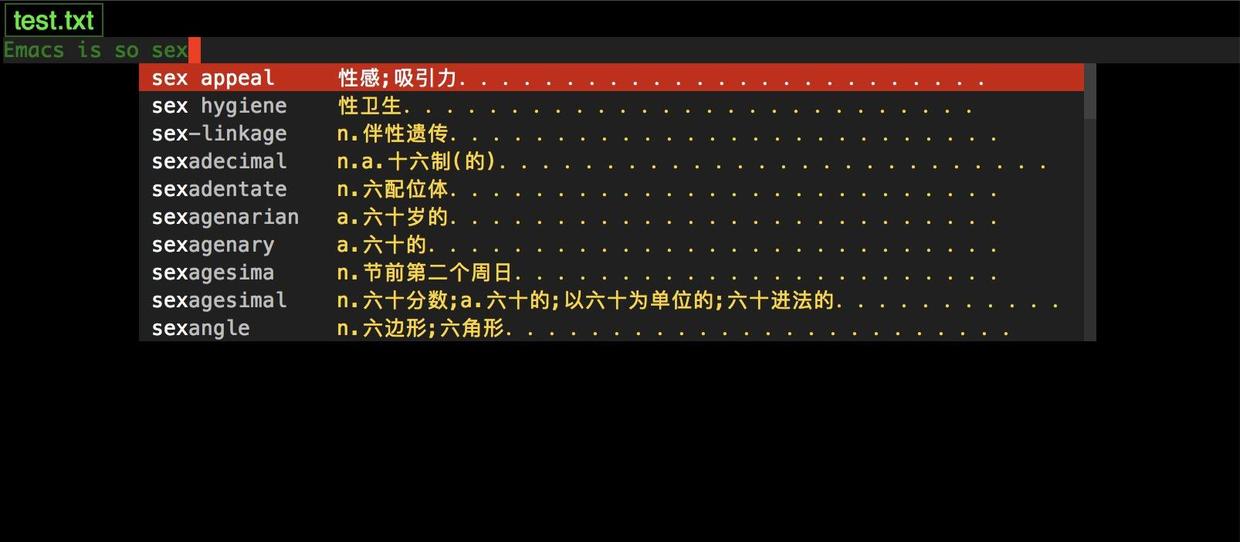 test.txt
Emacs is so sex
sex appeal 性感;吸引力. . . . . . . . . . . . . . . . . . . . . . . . .
sex hygiene 性卫生. . . . . . . . . . . . . . . . . . . . . . . . . . .
sex-linkage n.伴性遗传. . . . . . . . . . . . . . . . . . . . . . . . . .
sexadecimal n.a.十六制(的). . . . . . . . . . . . . . . . . . . . . . . . . .
sexadentate n.六配位体. . . . . . . . . . . . . . . . . . . . . . . . . .
sexagenarian a.六十岁的. . . . . . . . . . . . . . . . . . . . . . . . . .
sexagenary a.六十的. . . . . . . . . . . . . . . . . . . . . . . . . . .
sexagesima n.节前第二个周日. . . . . . . . . . . . . . . . . . . . . . .
sexagesimal n.六十分数;a.六十的;以六十为单位的;六十进法的. . . . . . . . . . .
sexangle n.六边形;六角形. . . . . . . . . . . . . . . . . . . . . . . .